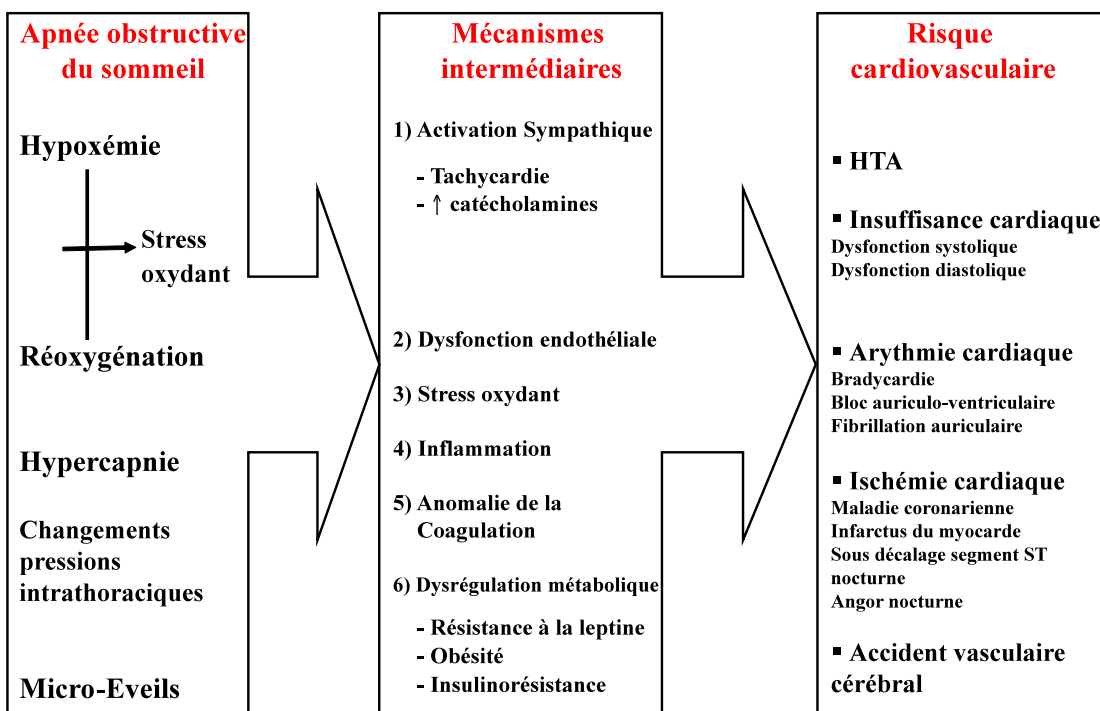 Apnée obstructive
du sommeil
Hypoxémie
Stress
oxydant
Réoxygénation
Hypercapnie
Changements
pressions
intrathoraciques
Micro-Eveils
Mécanismes
intermédiaires
1) Activation Sympathique
- Tachycardie
- ↑ catécholamines
2) Dysfonction endothéliale
3) Stress oxydant
4) Inflammation
5) Anomalie de la
Coagulation
6) Dysrégulation métabolique
- Résistance à la leptine
- Obésité
- Insulinorésistance
Risque
cardiovasculaire
▪ HTA
▪ Insuffisance cardiaque
Dysfonction systolique
Dysfonction diastolique
▪ Arythmie cardiaque
Bradycardie
Bloc auriculo-ventriculaire
Fibrillation auriculaire
▪ Ischémie cardiaque
Maladie coronarienne
Infarctus du myocarde
Sous décalage segment ST
nocturne
Angor nocturne
▪ Accident vasculaire
cérébral